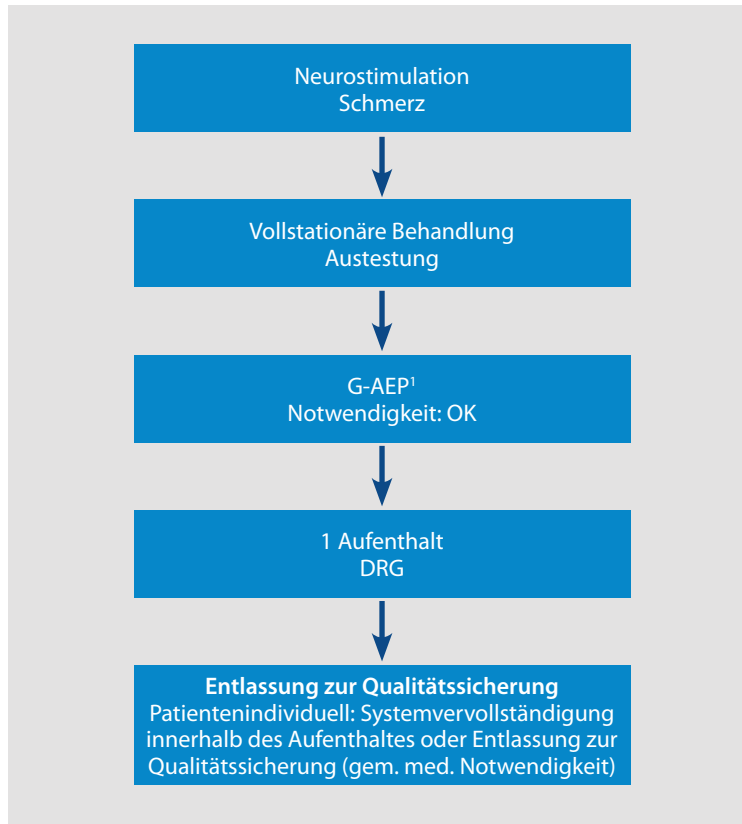 Neurostimulation
Schmerz
Vollstationäre Behandlung
Austestung
G-AEP¹
Notwendigkeit: OK
1 Aufenthalt
DRG
Entlassung zur Qualitätssicherung
Patientenindividuell: Systemvervollständigung
innerhalb des Aufenthaltes oder Entlassung zur
Qualitätssicherung (gem. med. Notwendigkeit)